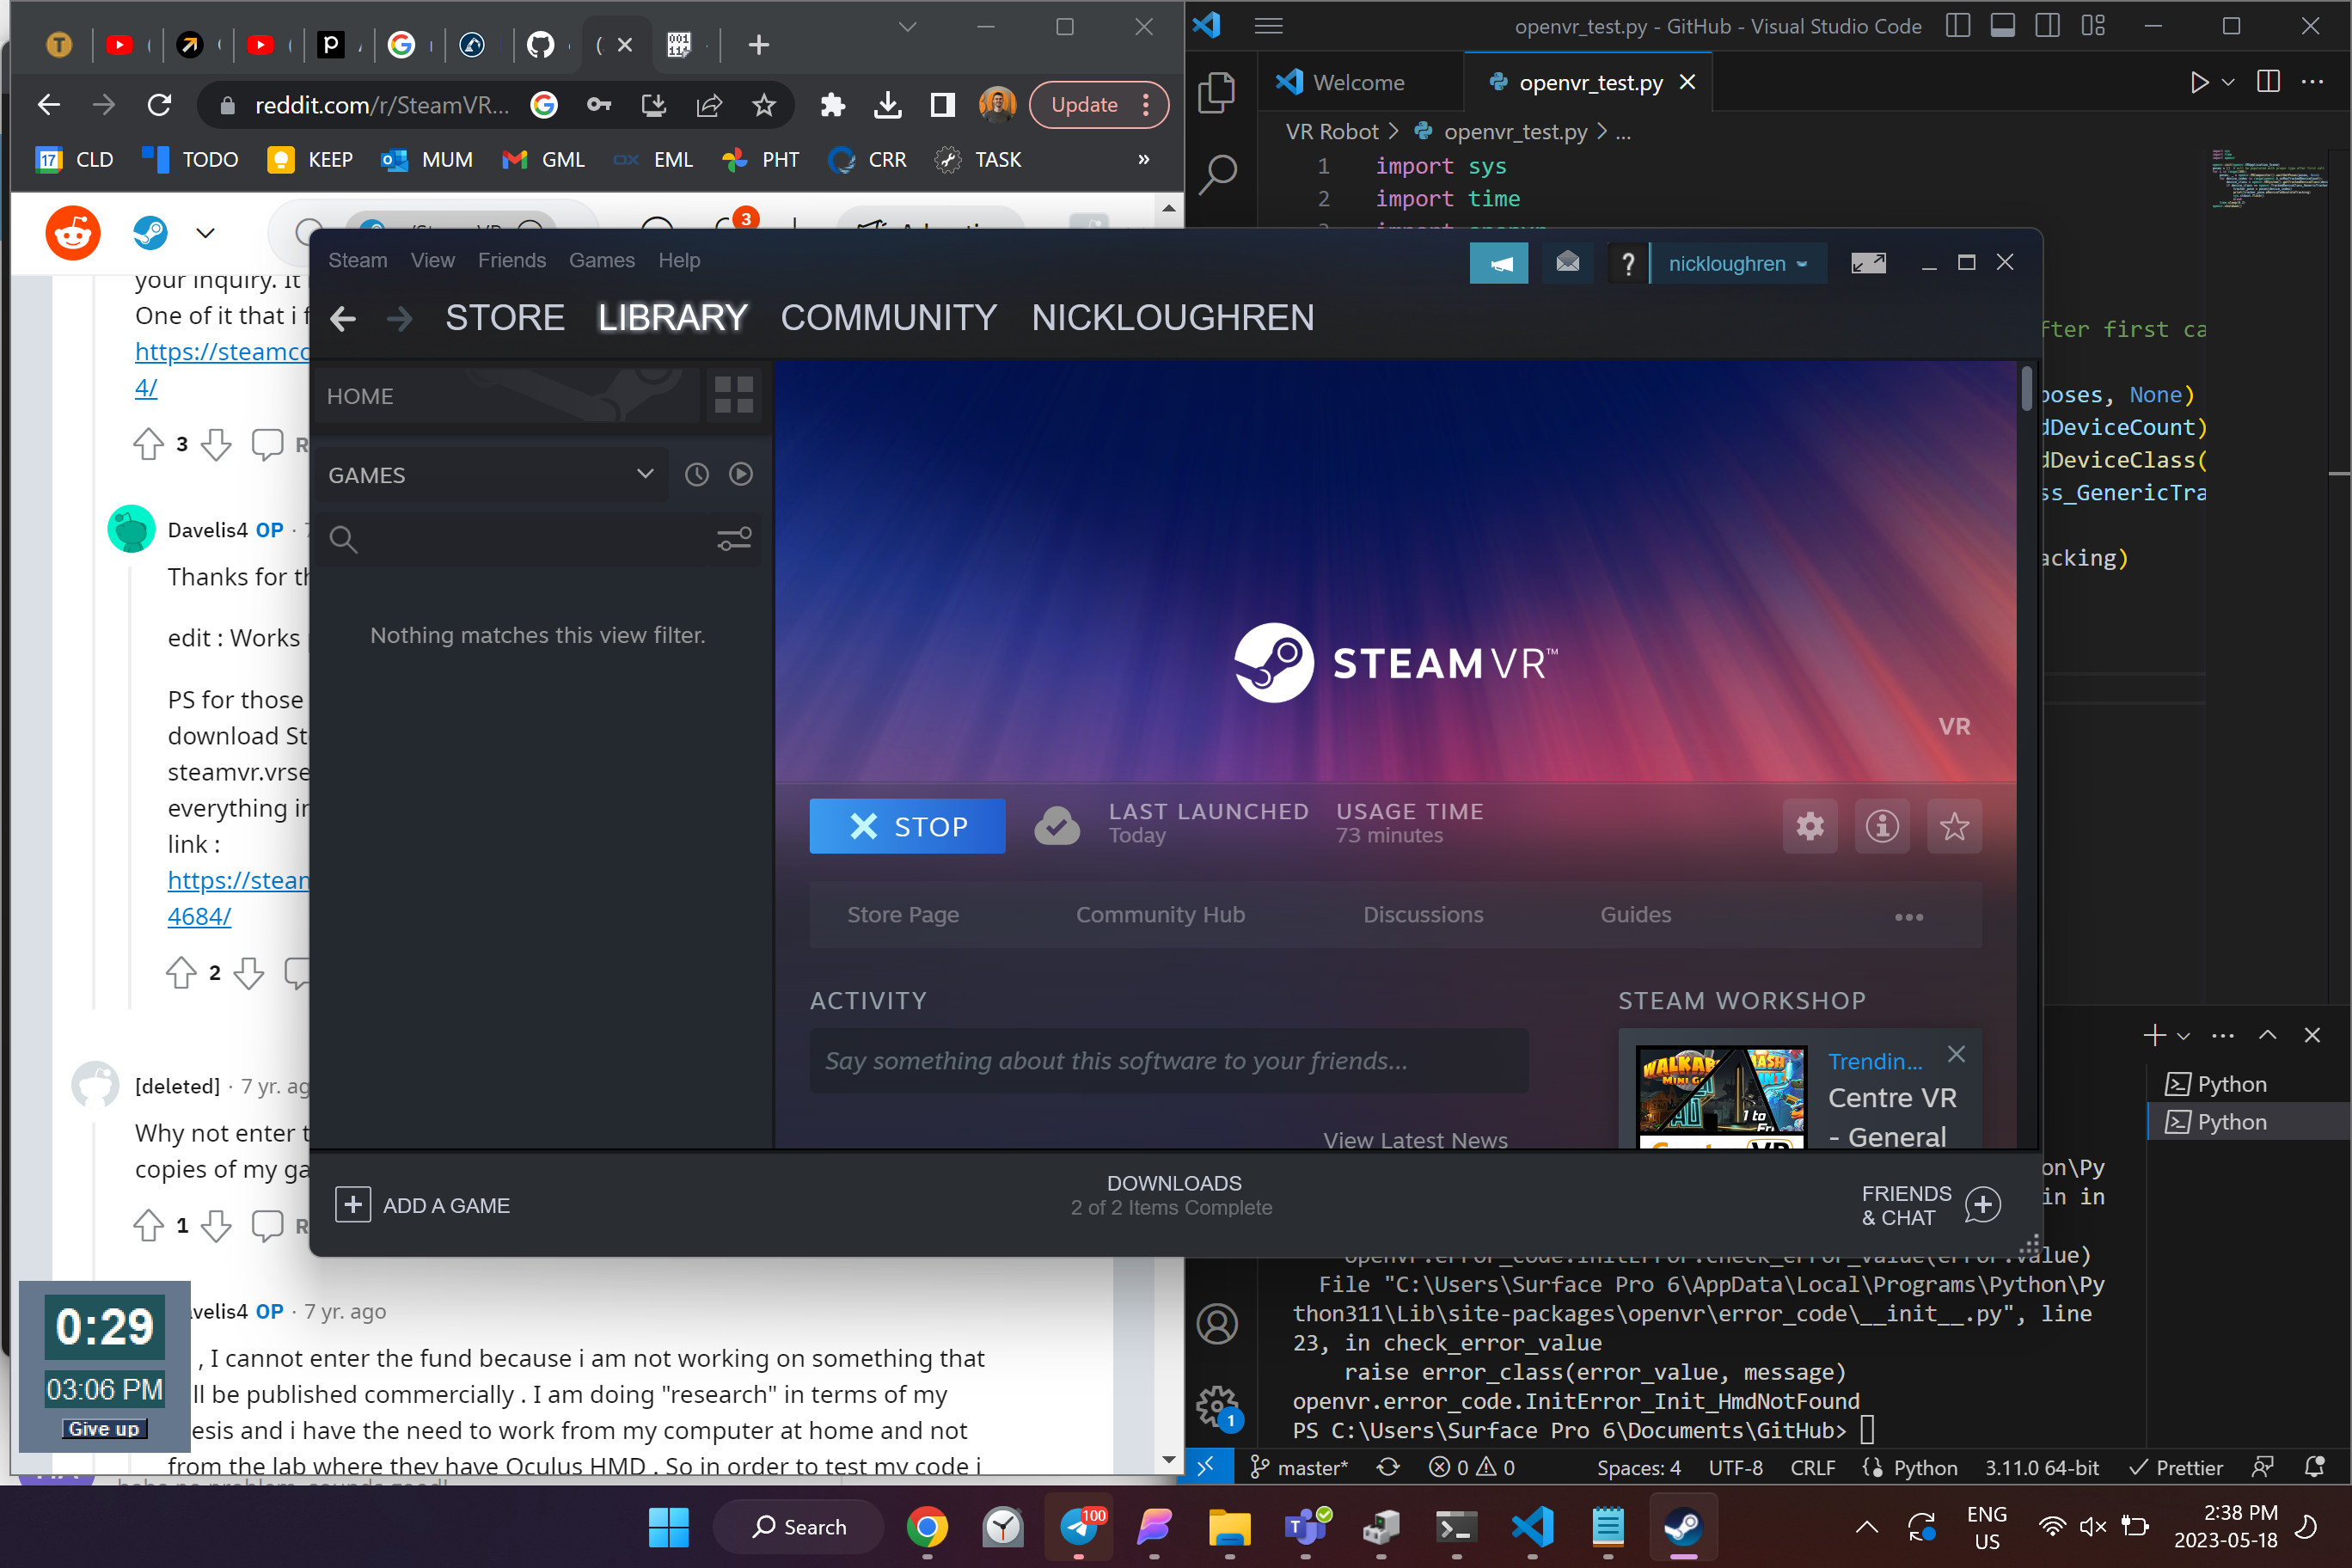 reddit.com/r/SteamVR...
Update
CLD
TODO
KEEP
MUM
GML
EML
PHT
CRR
TASK
»
3
your inquiry. It
One of it that i f
https://steamco
4/
3
Davelis4 OP ·
Thanks for th
edit : Works
PS for those
download Ste
steamvr.vrse
everything in
link :
https://steam
4684/
2
[deleted] · 7 yr. ag
Why not enter t
copies of my ga
1
OP · 7 yr. ago
, I cannot enter the fund because i am not working on something that
ll be published commercially . I am doing "research" in terms of my
esis and i have the need to work from my computer at home and not
from the lab where they have Oculus HMD . So in order to test my code i
0:29
03:06 PM
Give up
Steam View Friends Games Help
? nickloughren
STORE LIBRARY COMMUNITY NICKLOUGHREN
HOME
GAMES
Nothing matches this view filter.
STEAMVR™
VR
STOP
LAST LAUNCHED
Today
USAGE TIME
73 minutes
Store Page
Community Hub
Discussions
Guides
ACTIVITY
Say something about this software to your friends...
View Latest News
STEAM WORKSHOP
Trendin...
Centre VR
- General
ADD A GAME
DOWNLOADS
2 of 2 Items Complete
FRIENDS
& CHAT
openvr_test.py - GitHub - Visual Studio Code
Welcome
openvr_test.py
VR Robot > openvr_test.py > ...
1 import sys
2 import time
fter first ca
poses, None)
dDeviceCount)
dDeviceClass(
ss_GenericTra
acking)
Python
Python
on\Py
in in
openvr.error_code.InitError.check_error_value(error.value)
File "C:\Users\Surface Pro 6\AppData\Local\Programs\Python\Py
thon311\Lib\site-packages\openvr\error_code\__init__.py", line
23, in check_error_value
raise error_class(error_value, message)
openvr.error_code.InitError_Init_HmdNotFound
PS C:\Users\Surface Pro 6\Documents\GitHub>
1
master*
0 0
Spaces: 4
UTF-8
CRLF
Python
3.11.0 64-bit
Prettier
Search
100
ENG
US
2:38 PM
2023-05-18